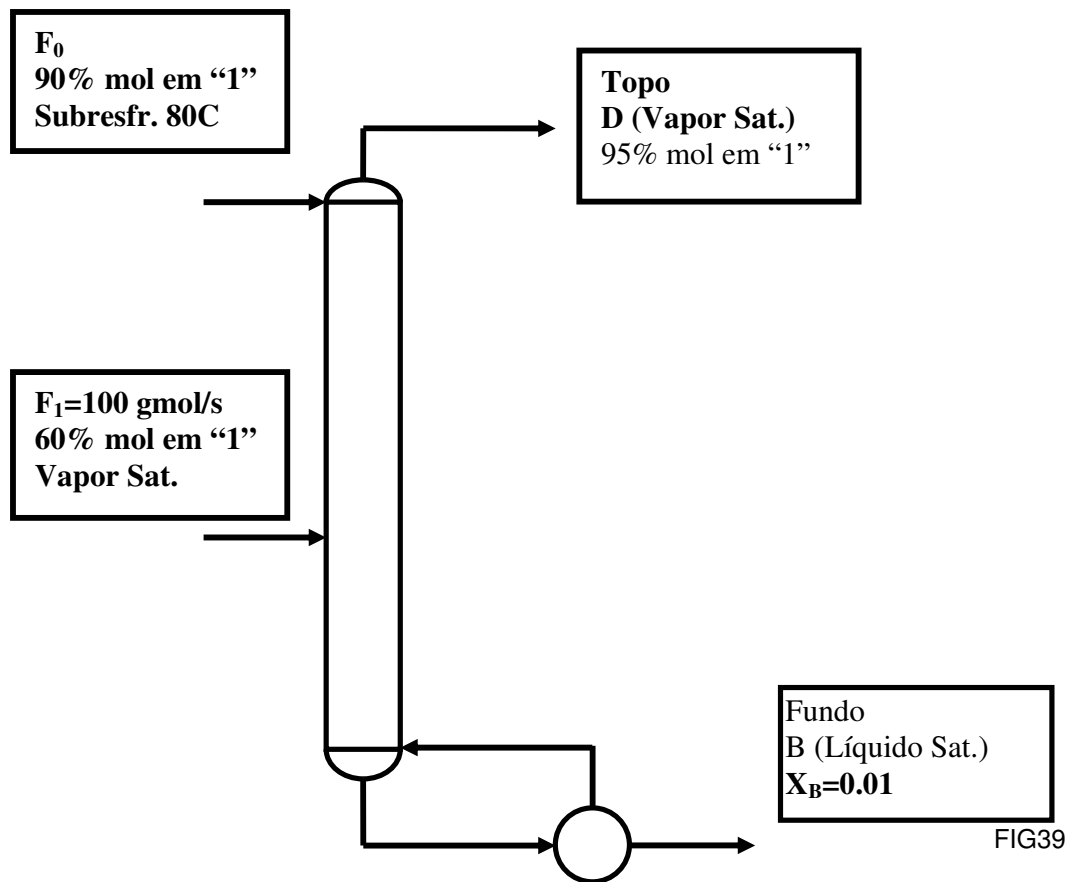 F₀
90% mol em “1”
Subresfr. 80C
Topo
D (Vapor Sat.)
95% mol em “1”
F₁=100 gmol/s
60% mol em “1”
Vapor Sat.
Fundo
B (Líquido Sat.)
X_B=0.01
FIG39